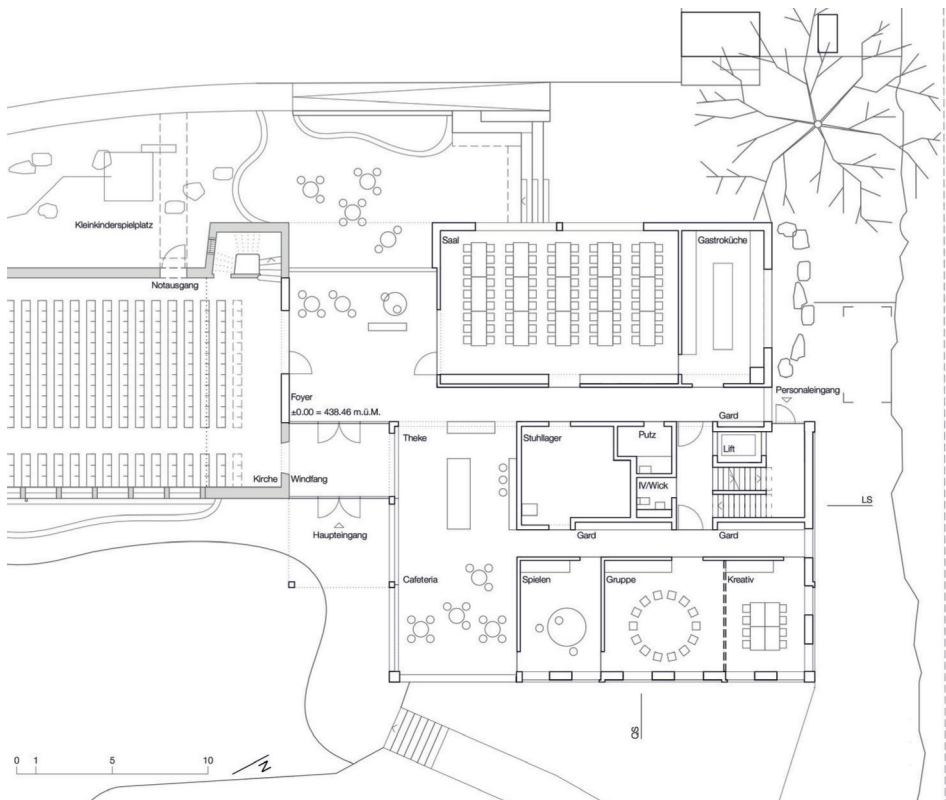 Kleinkinderspielplatz
Saal
Gastroküche
Notausgang
Personaleingang
Foyer
±0.00 = 438.46 m.ü.M.
Gard
Theke
Stuhllager
Putz
Lift
Kirche
Windfang
IV/Wick
LS
Haupteingang
Gard
Gard
Cafeteria
Spielen
Gruppe
Kreativ
QS
0 1 5 10
N